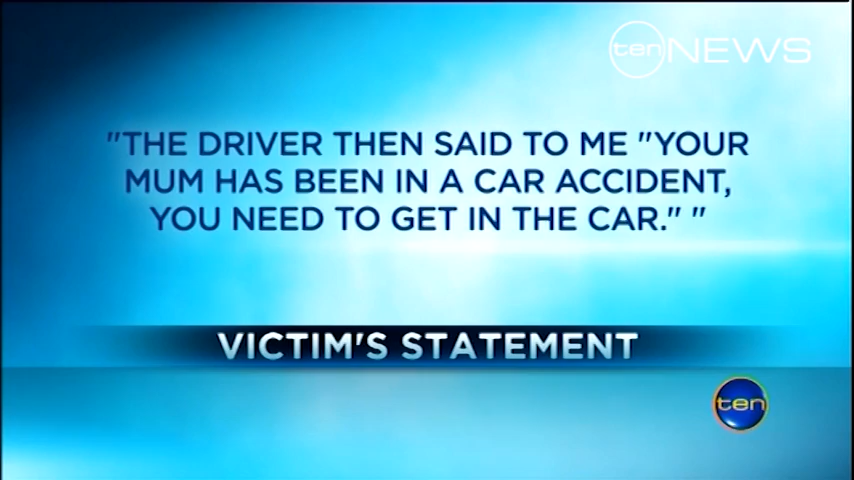 ten NEWS
"THE DRIVER THEN SAID TO ME "YOUR
MUM HAS BEEN IN A CAR ACCIDENT,
YOU NEED TO GET IN THE CAR." "
VICTIM'S STATEMENT
ten